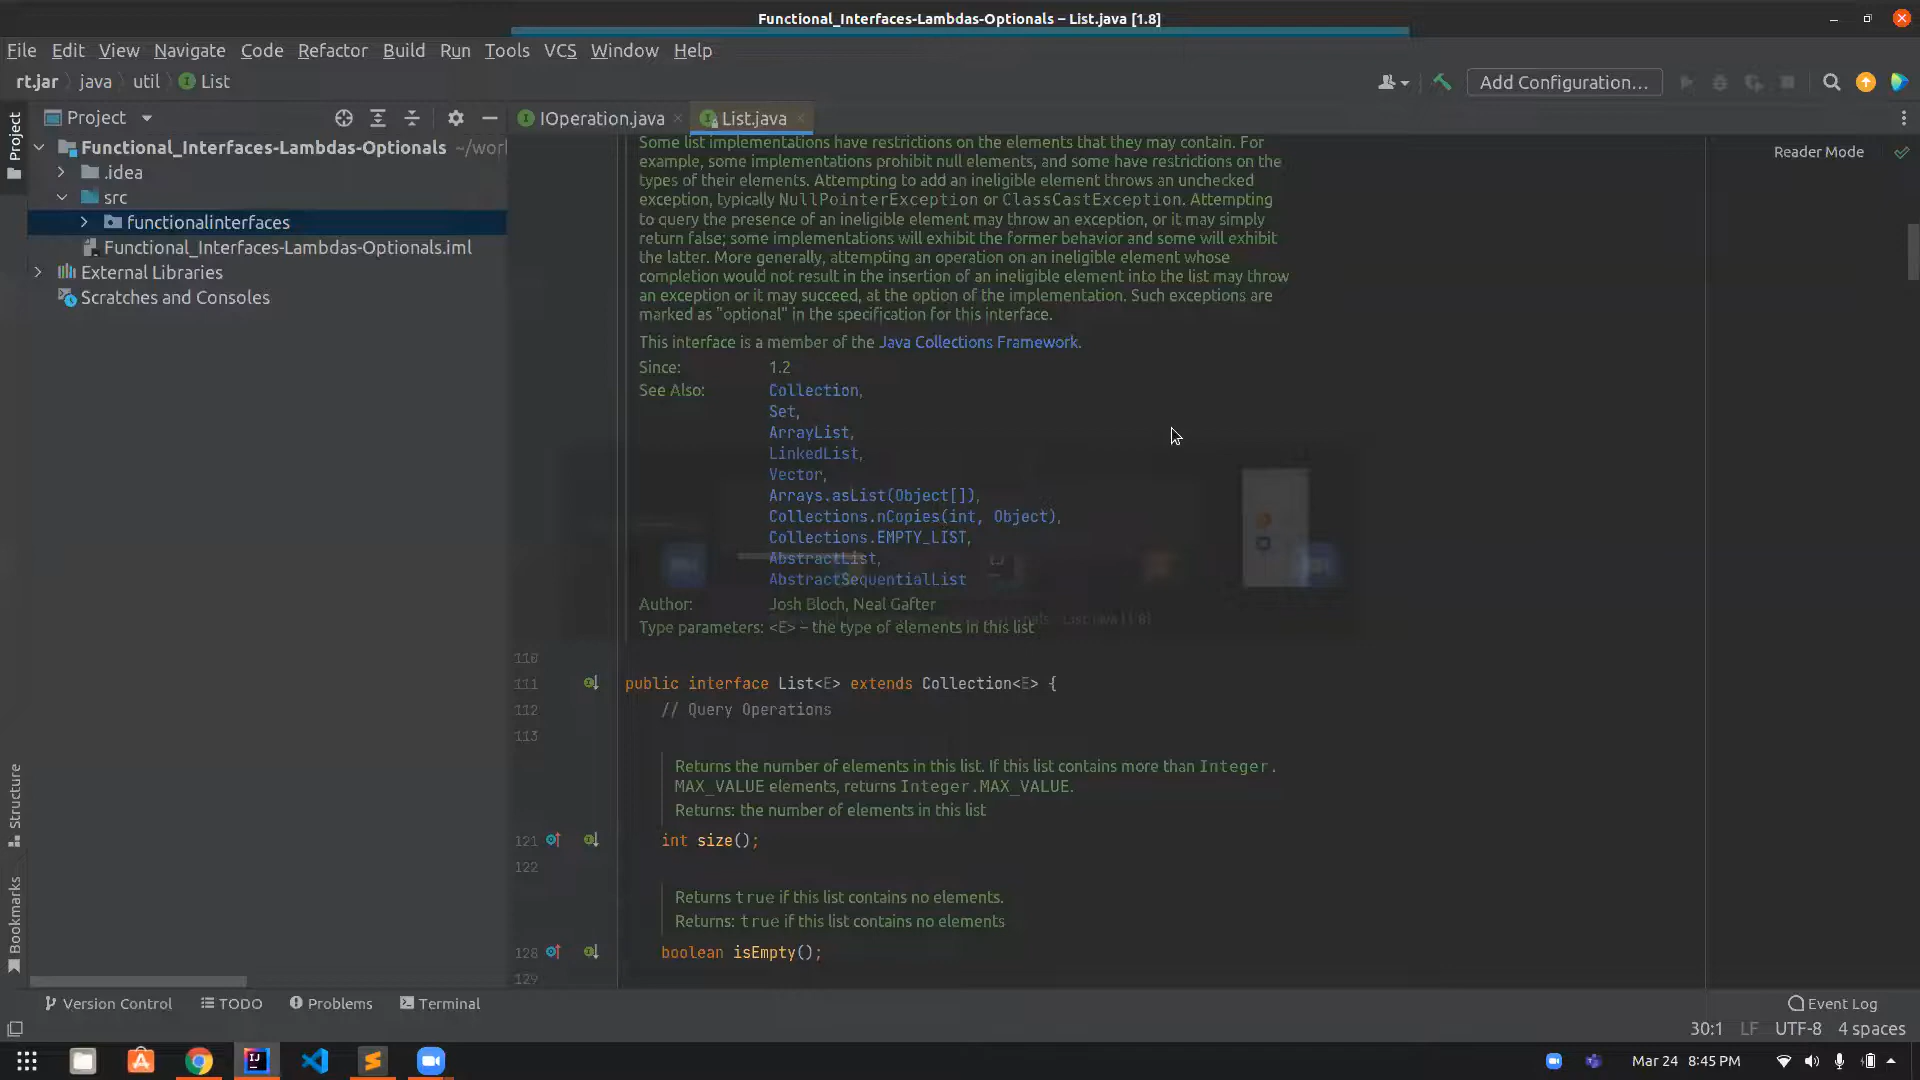 Functional_Interfaces-Lambdas-Optionals – List.java [1.8]
File Edit View Navigate Code Refactor Build Run Tools VCS Window Help
rt.jar java util List
Add Configuration...
Project
IOperation.java
List.java
Project
Functional_Interfaces-Lambdas-Optionals ~/worl
.idea
src
functionalinterfaces
Functional_Interfaces-Lambdas-Optionals.iml
External Libraries
Scratches and Consoles
Reader Mode
Some list implementations have restrictions on the elements that they may contain. For
example, some implementations prohibit null elements, and some have restrictions on the
types of their elements. Attempting to add an ineligible element throws an unchecked
exception, typically NullPointerException or ClassCastException. Attempting
to query the presence of an ineligible element may throw an exception, or it may simply
return false; some implementations will exhibit the former behavior and some will exhibit
the latter. More generally, attempting an operation on an ineligible element whose
completion would not result in the insertion of an ineligible element into the list may throw
an exception or it may succeed, at the option of the implementation. Such exceptions are
marked as "optional" in the specification for this interface.
This interface is a member of the Java Collections Framework.
Since: 1.2
See Also: Collection,
Set,
ArrayList,
LinkedList,
Vector,
Arrays.asList(Object[]),
Collections.nCopies(int, Object),
Collections.EMPTY_LIST,
AbstractList,
AbstractSequentialList
Author: Josh Bloch, Neal Gafter
List.java [1.8]
Type parameters: <E> – the type of elements in this list
110
111 public interface List<E> extends Collection<E> {
112 // Query Operations
113
Returns the number of elements in this list. If this list contains more than Integer.
MAX_VALUE elements, returns Integer.MAX_VALUE.
Returns: the number of elements in this list
121 int size();
122
Returns true if this list contains no elements.
Returns: true if this list contains no elements
128 boolean isEmpty();
129
Structure
Bookmarks
Version Control TODO Problems Terminal
Event Log
30:1 LF UTF-8 4 spaces
Mar 24 8:45 PM